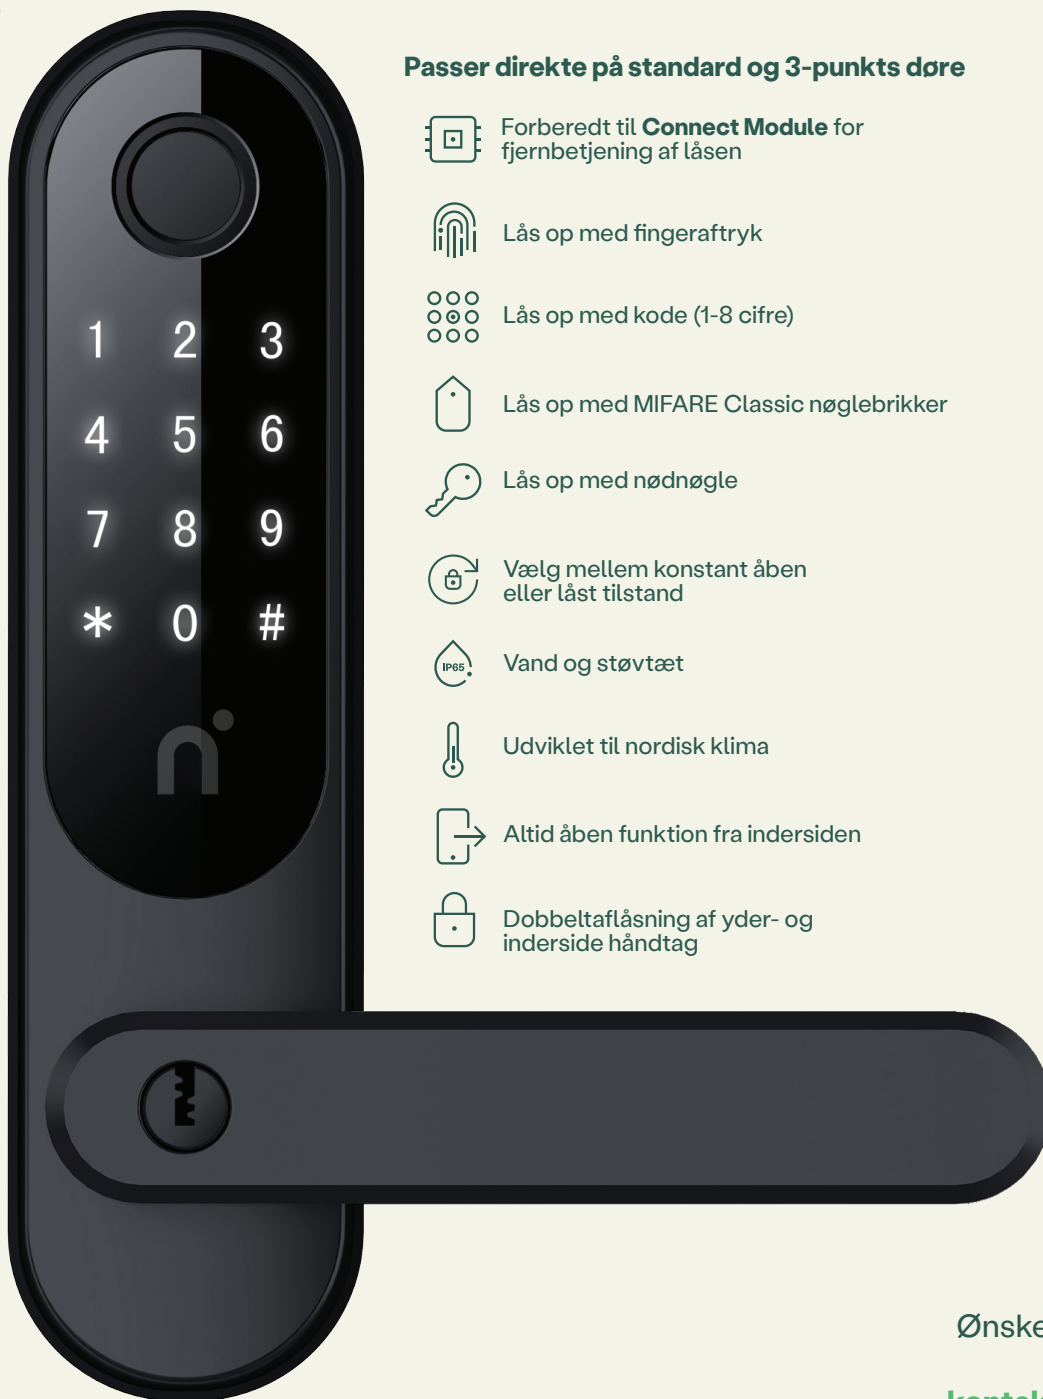 Passer direkte på standard og 3-punkts døre
Forberedt til Connect Module for
fjernbetjening af låsen
Lås op med fingeraftryk
Lås op med kode (1-8 cifre)
Lås op med MIFARE Classic nøglebrikker
Lås op med nødnøgle
Vælg mellem konstant åben
eller låst tilstand
IP65
Vand og støvtæt
Udviklet til nordisk klima
Altid åben funktion fra indersiden
Dobbeltaflåsning af yder- og
inderside håndtag
1 2 3
4 5 6
7 8 9
* 0 #
n
Ønske